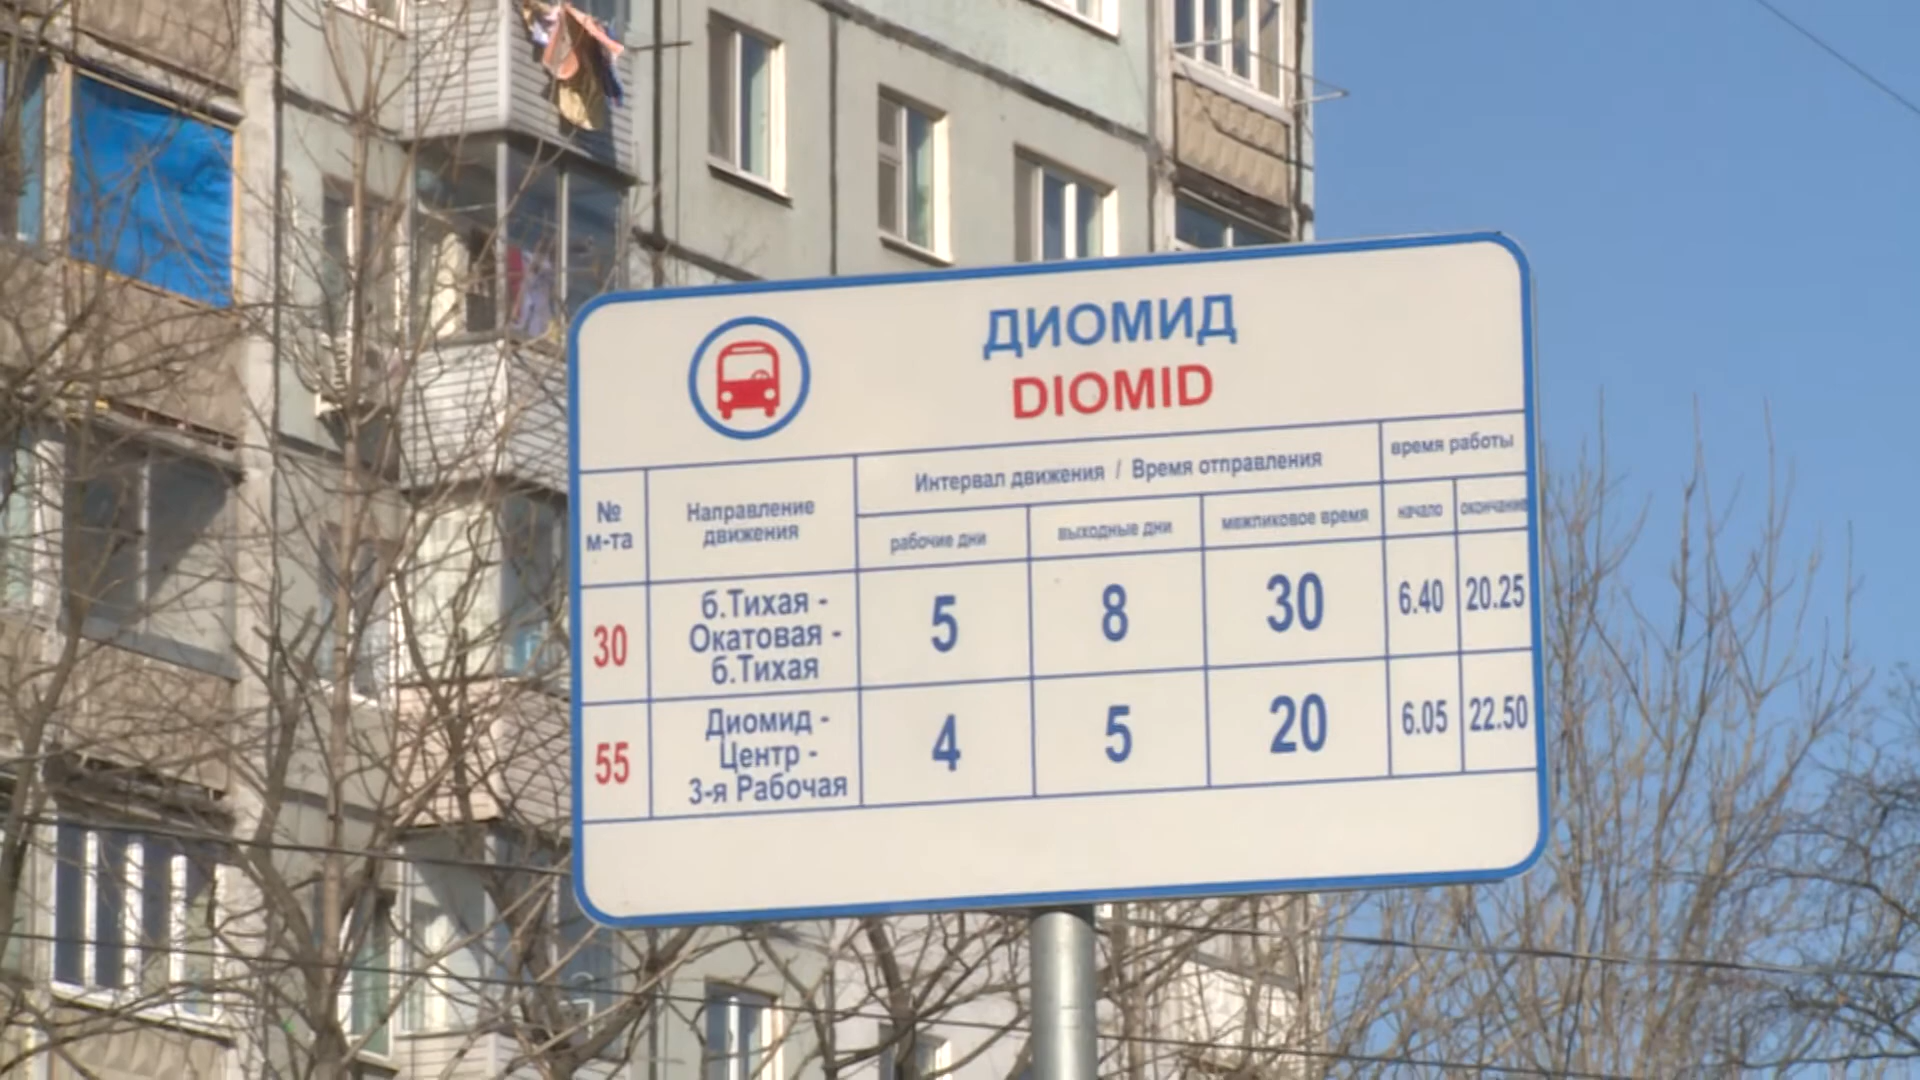 ДИОМИД
DIOMID
№ м-та
Направление движения
Интервал движения / Время отправления
время работы
рабочие дни
выходные дни
межпиковое время
начало
окончание
30
б.Тихая -
Окатовая -
б.Тихая
5
8
30
6.40
20.25
55
Диомид -
Центр -
3-я Рабочая
4
5
20
6.05
22.50